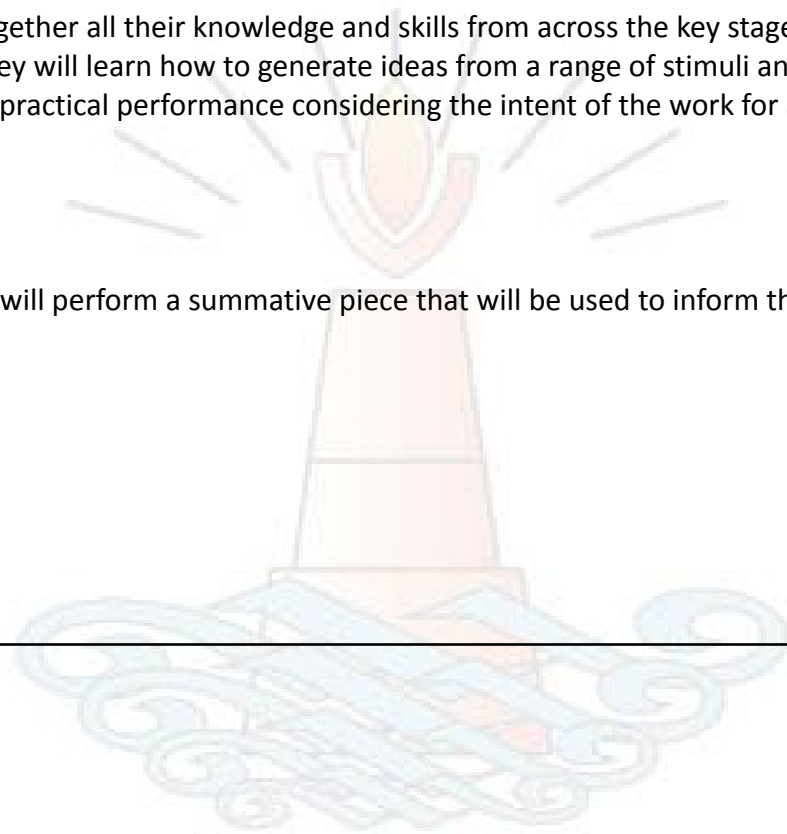 gether all their knowledge and skills from across the key stage
ey will learn how to generate ideas from a range of stimuli an
practical performance considering the intent of the work for
will perform a summative piece that will be used to inform th